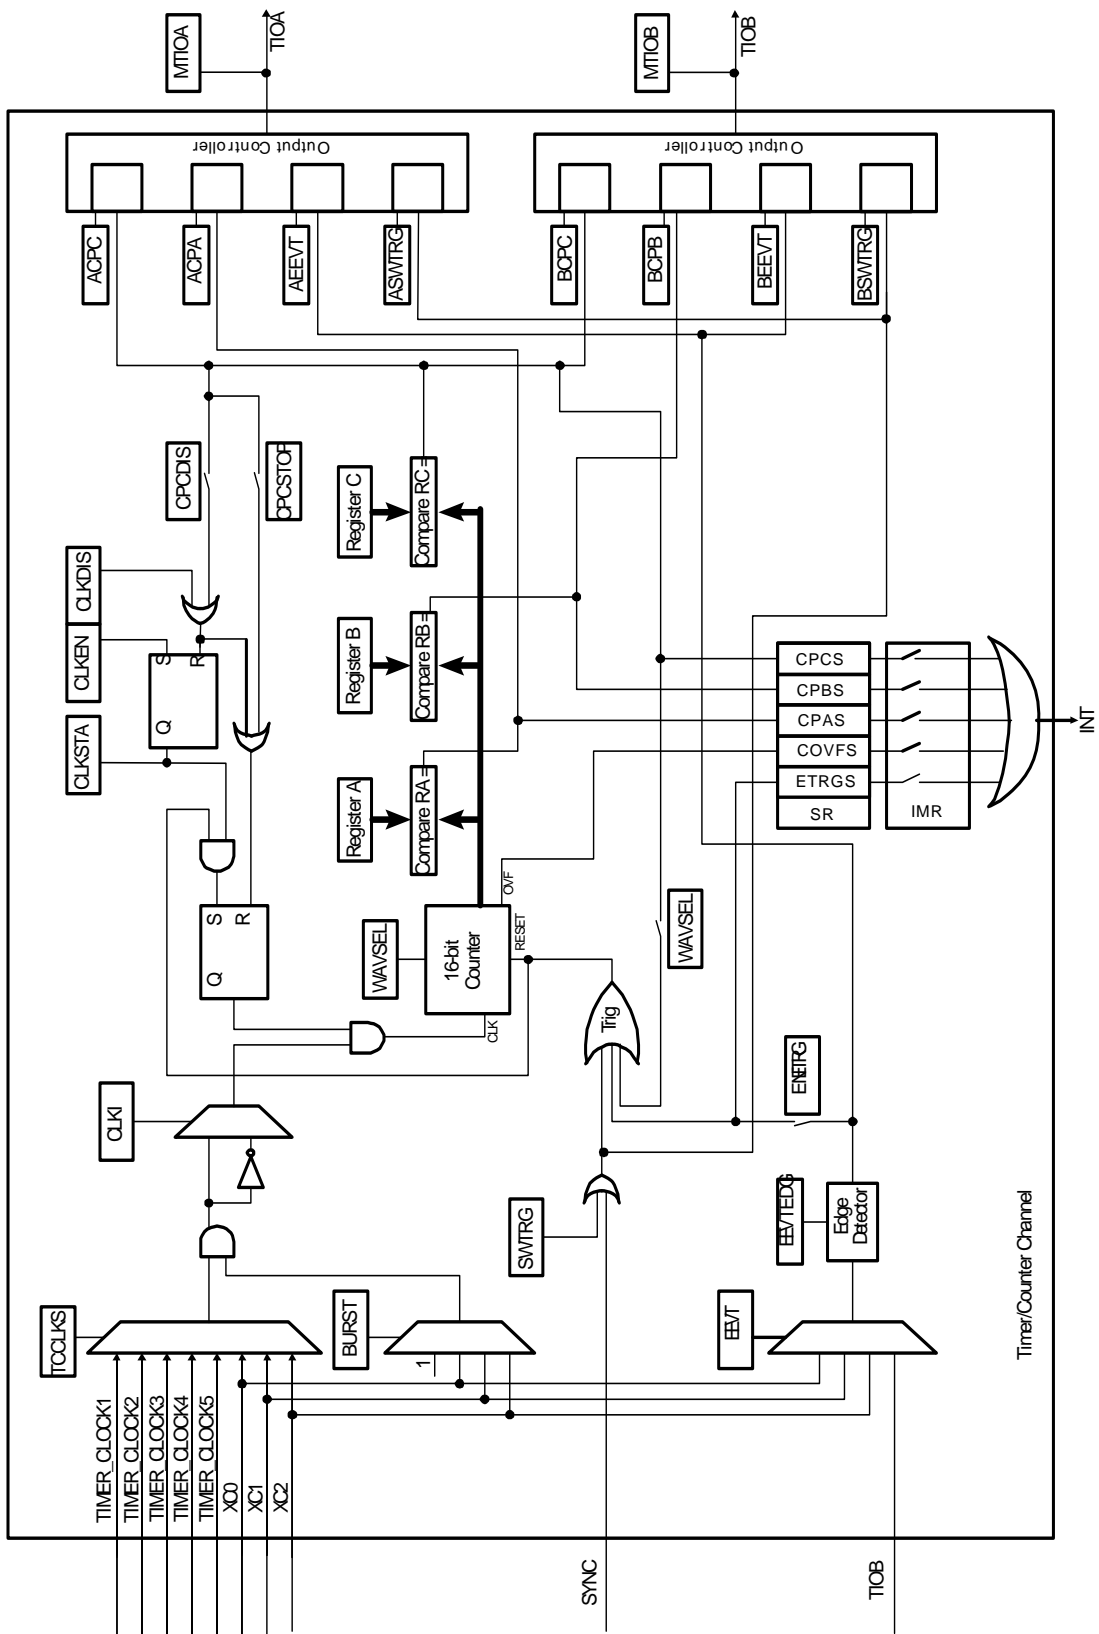 TCCLKS
TIMER_CLOCK1
TIMER_CLOCK2
TIMER_CLOCK3
TIMER_CLOCK4
TIMER_CLOCK5
XC0
XC1
XC2
CLKI
CLKSTA
CLKEN
CLKDIS
Q
S
R
Q
S
R
CPCDIS
CPCSTOP
ACPC
ACPA
AEEVT
ASWTRG
Output Controller
MTIOA
TIOA
BURST
1
WAVSEL
16-bit
Counter
CLK
RESET
OVF
Register A
Register B
Register C
Compare RA =
Compare RB =
Compare RC =
SYNC
SWTRG
Trig
WAVSEL
BCPC
BCPB
BEEVT
BSWTRG
Output Controller
MTIOB
TIOB
EEVT
TIOB
EEVTEDG
Edge
Detector
ENETRG
CPCS
CPBS
CPAS
COVFS
ETRGS
SR
IMR
INT
Timer/Counter Channel